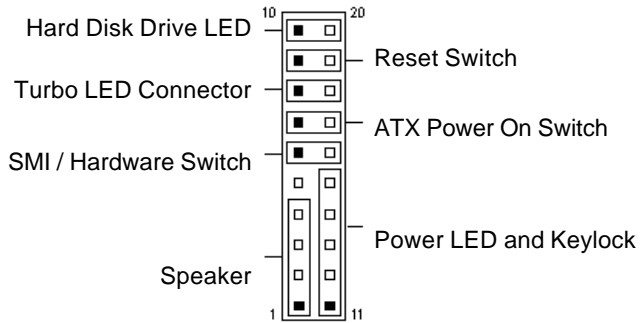 10 20
Hard Disk Drive LED
Reset Switch
Turbo LED Connector
ATX Power On Switch
SMI / Hardware Switch
Power LED and Keylock
Speaker
1 11